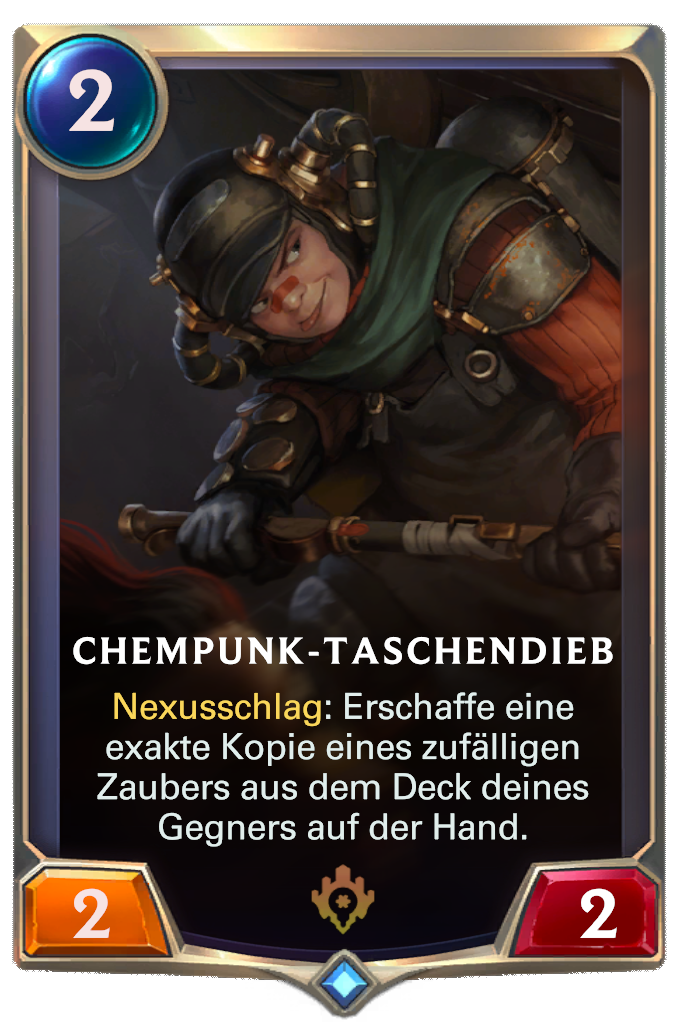 2
CHEMPUNK-TASCHENDIEB
Nexusschlag: Erschaffe eine
exakte Kopie eines zufälligen
Zaubers aus dem Deck deines
Gegners auf der Hand.
2 2